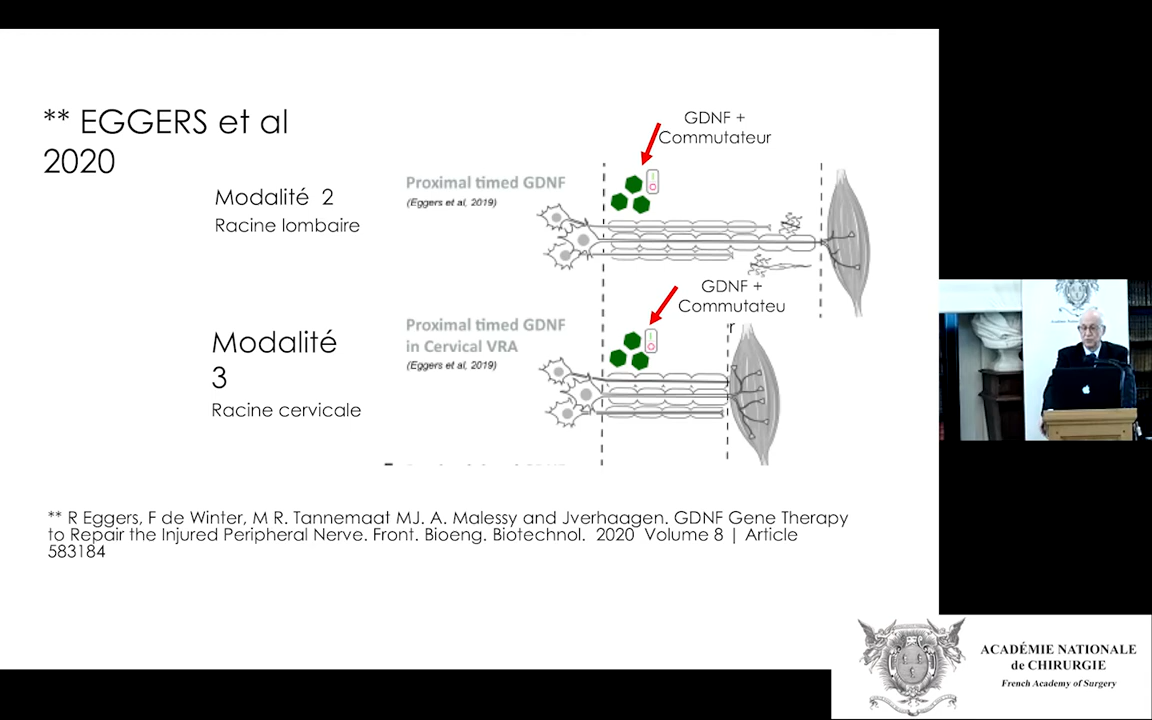 ** EGGERS et al
2020
GDNF +
Commutateur
Modalité 2
Racine lombaire
Proximal timed GDNF
(Eggers et al, 2019)
GDNF +
Commutateu
r
Modalité
3
Racine cervicale
Proximal timed GDNF
in Cervical VRA
(Eggers et al, 2019)
** R Eggers, F de Winter, M R. Tannemaat MJ. A. Malessy and Jverhaagen. GDNF Gene Therapy
to Repair the Injured Peripheral Nerve. Front. Bioeng. Biotechnol. 2020 Volume 8 | Article
583184
ACADÉMIE NATIONALE
de CHIRURGIE
French Academy of Surgery